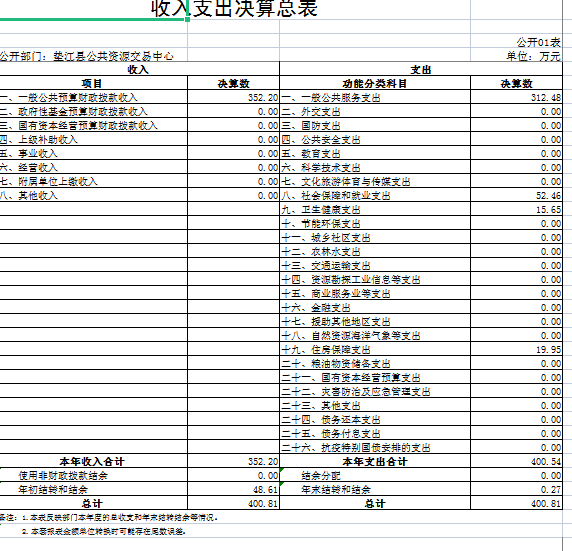 收入支出决算总表
公开01表
公开部门：垫江县公共资源交易中心 单位：万元
收入 支出
项目 决算数 功能分类科目 决算数
一、一般公共预算财政拨款收入 352.20 一、一般公共服务支出 312.48
二、政府性基金预算财政拨款收入 0.00 二、外交支出 0.00
三、国有资本经营预算财政拨款收入 0.00 三、国防支出 0.00
四、上级补助收入 0.00 四、公共安全支出 0.00
五、事业收入 0.00 五、教育支出 0.00
六、经营收入 0.00 六、科学技术支出 0.00
七、附属单位上缴收入 0.00 七、文化旅游体育与传媒支出 0.00
八、其他收入 0.00 八、社会保障和就业支出 52.46
九、卫生健康支出 15.65
十、节能环保支出 0.00
十一、城乡社区支出 0.00
十二、农林水支出 0.00
十三、交通运输支出 0.00
十四、资源勘探工业信息等支出 0.00
十五、商业服务业等支出 0.00
十六、金融支出 0.00
十七、援助其他地区支出 0.00
十八、自然资源海洋气象等支出 0.00
十九、住房保障支出 19.95
二十、粮油物资储备支出 0.00
二十一、国有资本经营预算支出 0.00
二十二、灾害防治及应急管理支出 0.00
二十三、其他支出 0.00
二十四、债务还本支出 0.00
二十五、债务付息支出 0.00
二十六、抗疫特别国债安排的支出 0.00
本年收入合计 352.20 本年支出合计 400.54
使用非财政拨款结余 0.00 结余分配 0.00
年初结转和结余 48.61 年末结转和结余 0.27
总计 400.81 总计 400.81
备注：1.本表反映部门本年度的总收支和年末结转结余等情况。
2.本套报表金额单位转换时可能存在尾数误差。